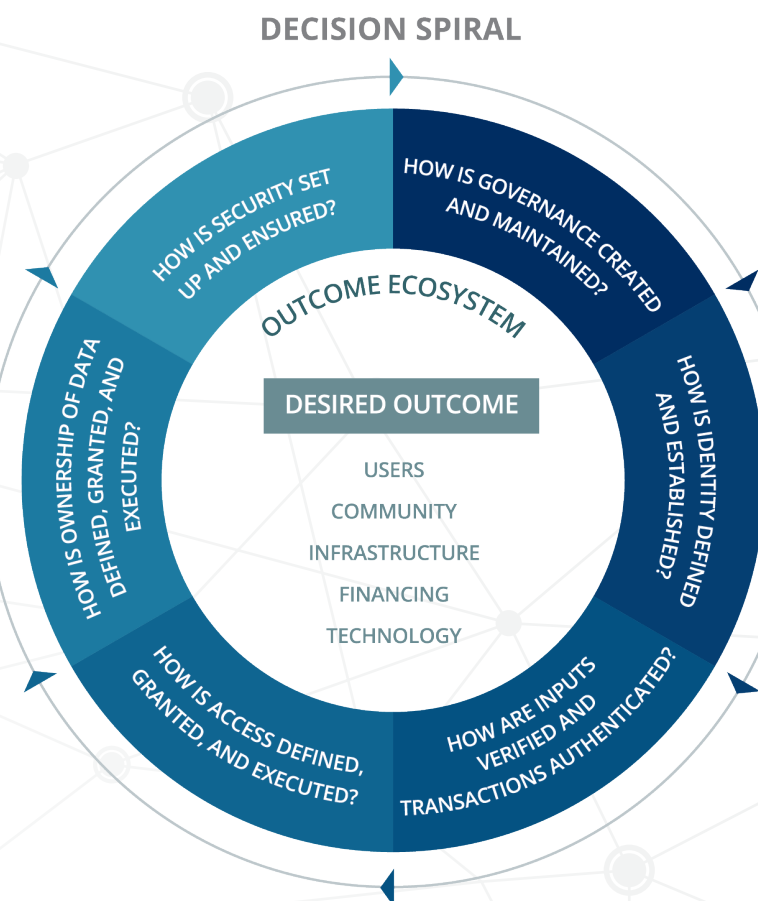 DECISION SPIRAL
HOW IS GOVERNANCE CREATED
AND MAINTAINED?
HOW IS IDENTITY DEFINED
AND ESTABLISHED?
HOW ARE INPUTS
VERIFIED AND
TRANSACTIONS AUTHENTICATED?
HOW IS ACCESS DEFINED,
GRANTED, AND EXECUTED?
HOW IS OWNERSHIP OF DATA
DEFINED, GRANTED, AND
EXECUTED?
HOW IS SECURITY SET
UP AND ENSURED?
OUTCOME ECOSYSTEM
DESIRED OUTCOME
USERS
COMMUNITY
INFRASTRUCTURE
FINANCING
TECHNOLOGY